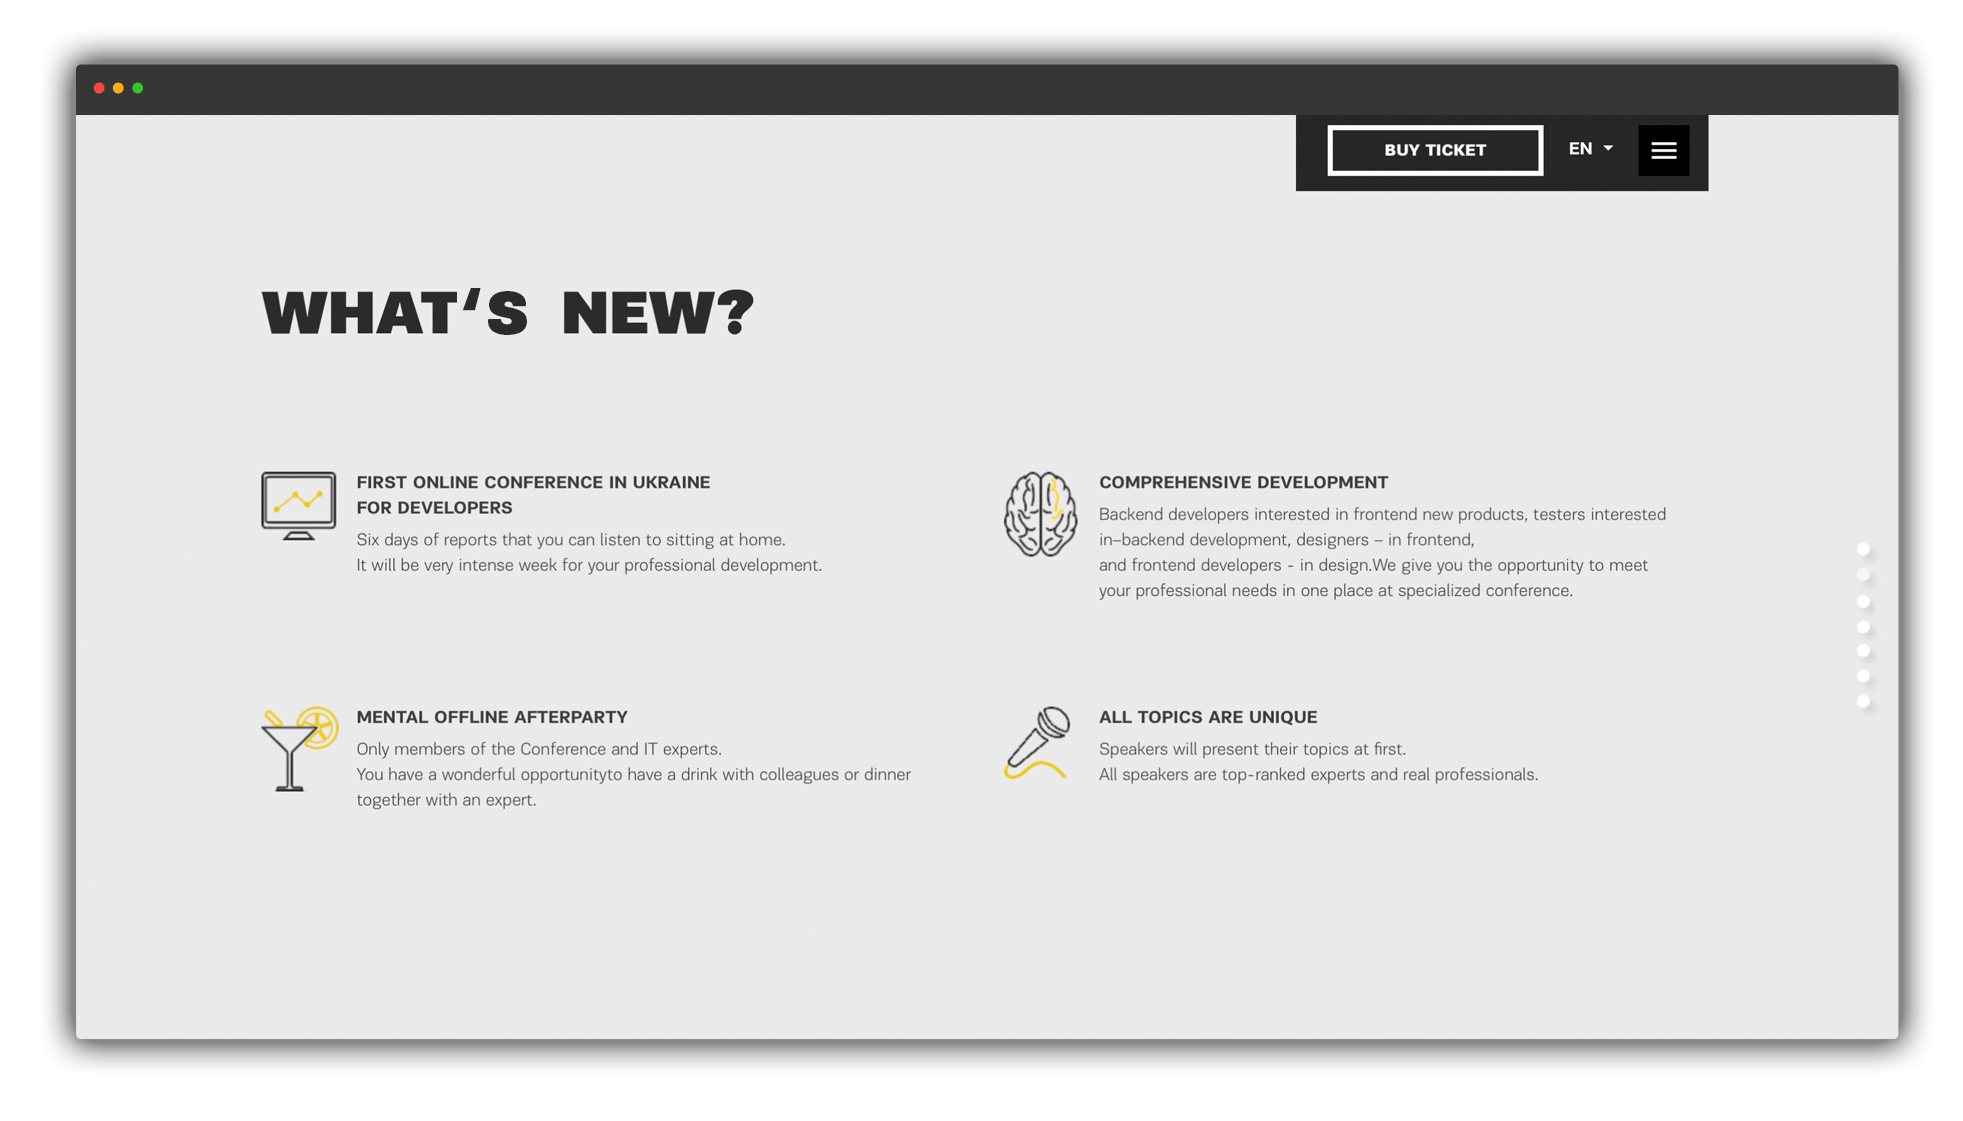 BUY TICKET
EN
WHAT'S NEW?
FIRST ONLINE CONFERENCE IN UKRAINE
FOR DEVELOPERS
Six days of reports that you can listen to sitting at home.
It will be very intense week for your professional development.
COMPREHENSIVE DEVELOPMENT
Backend developers interested in frontend new products, testers interested
in–backend development, designers – in frontend,
and frontend developers - in design.We give you the opportunity to meet
your professional needs in one place at specialized conference.
MENTAL OFFLINE AFTERPARTY
Only members of the Conference and IT experts.
You have a wonderful opportunityto have a drink with colleagues or dinner
together with an expert.
ALL TOPICS ARE UNIQUE
Speakers will present their topics at first.
All speakers are top-ranked experts and real professionals.